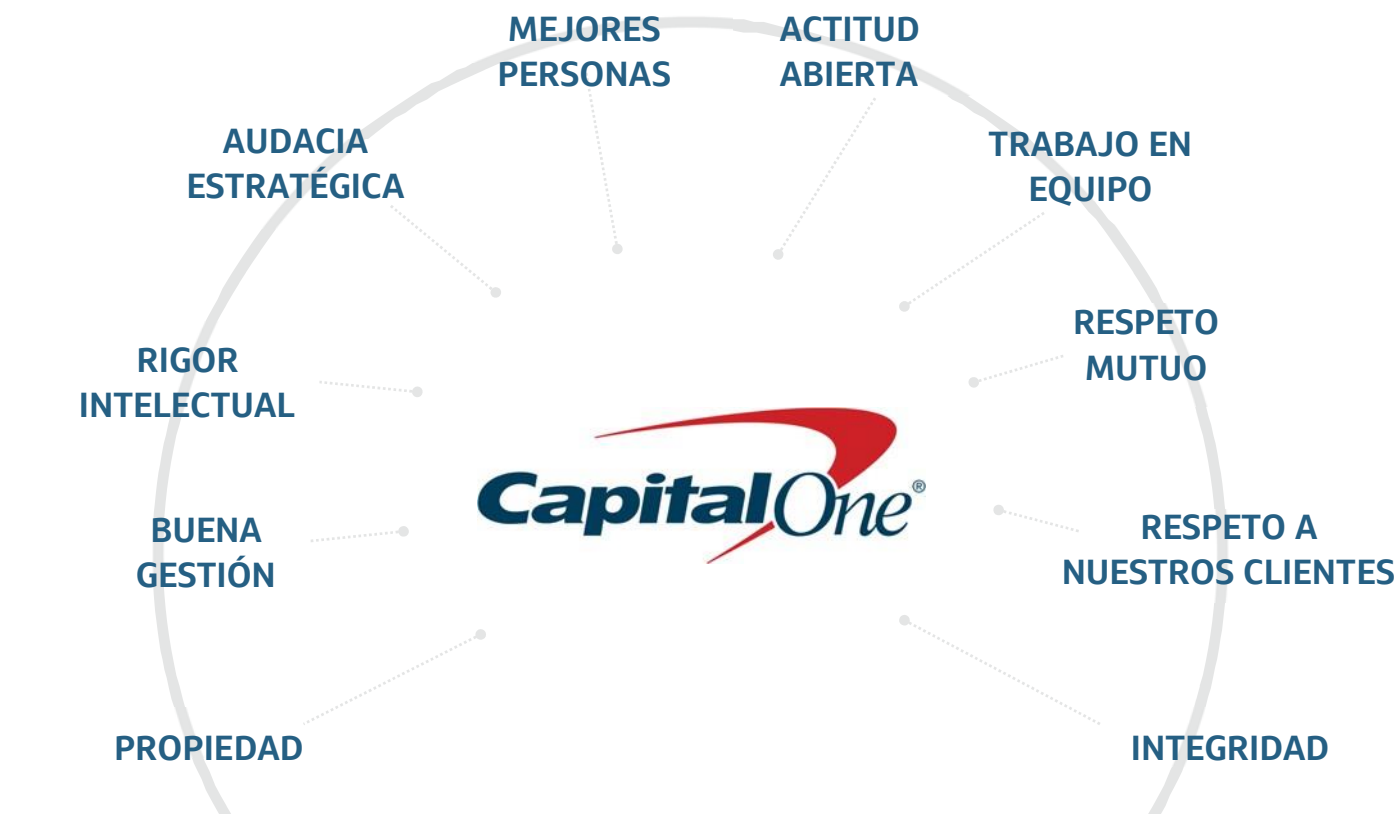 MEJORES
PERSONAS
ACTITUD
ABIERTA
AUDACIA
ESTRATÉGICA
TRABAJO EN
EQUIPO
RIGOR
INTELECTUAL
RESPETO
MUTUO
CapitalOne®
BUENA
GESTIÓN
RESPETO A
NUESTROS CLIENTES
PROPIEDAD
INTEGRIDAD